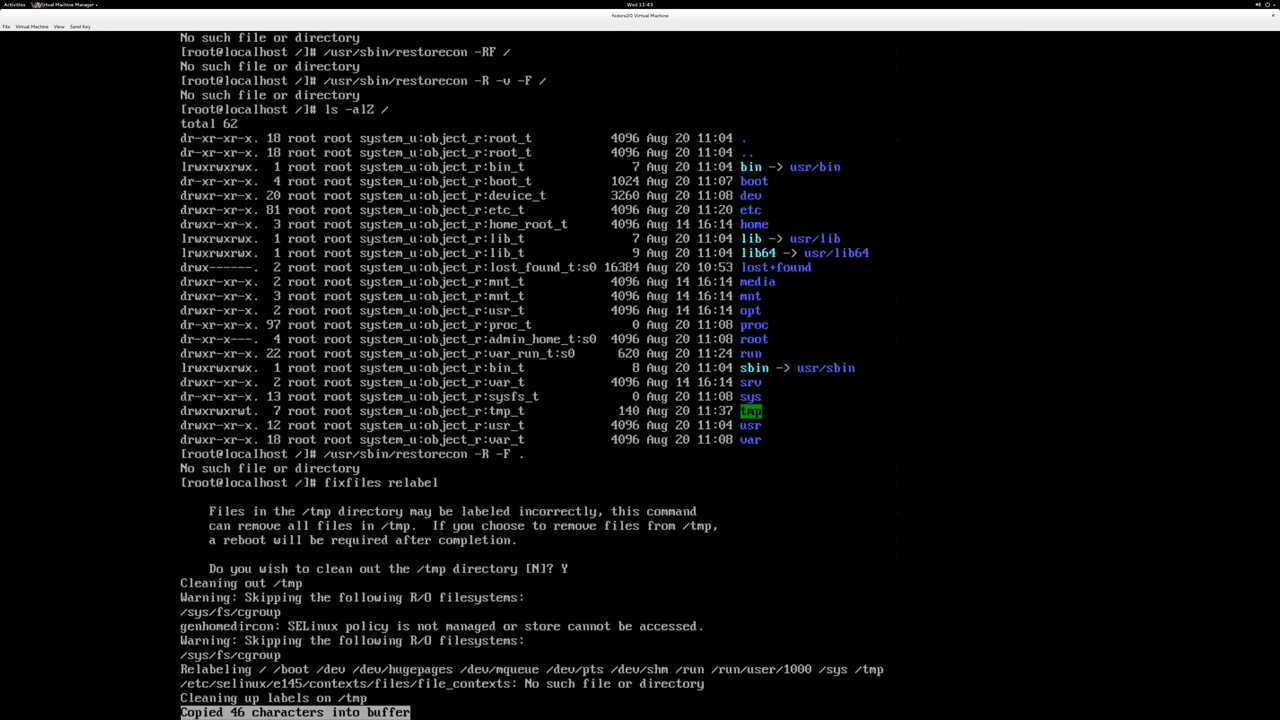 Activities Virtual Machine Manager Wed 11:43
Fedora20 Virtual Machine
File Virtual Machine View Send Key
No such file or directory
[root@localhost /]# /usr/sbin/restorecon -RF /
No such file or directory
[root@localhost /]# /usr/sbin/restorecon -R -v -F /
No such file or directory
[root@localhost /]# ls -alZ /
total 62
dr-xr-xr-x. 18 root root system_u:object_r:root_t 4096 Aug 20 11:04 .
dr-xr-xr-x. 18 root root system_u:object_r:root_t 4096 Aug 20 11:04 ..
lrwxrwxrwx. 1 root root system_u:object_r:bin_t 7 Aug 20 11:04 bin -> usr/bin
dr-xr-xr-x. 4 root root system_u:object_r:boot_t 1024 Aug 20 11:07 boot
drwxr-xr-x. 20 root root system_u:object_r:device_t 3260 Aug 20 11:08 dev
drwxr-xr-x. 81 root root system_u:object_r:etc_t 4096 Aug 20 11:20 etc
drwxr-xr-x. 3 root root system_u:object_r:home_root_t 4096 Aug 14 16:14 home
lrwxrwxrwx. 1 root root system_u:object_r:lib_t 7 Aug 20 11:04 lib -> usr/lib
lrwxrwxrwx. 1 root root system_u:object_r:lib_t 9 Aug 20 11:04 lib64 -> usr/lib64
drwx------. 2 root root system_u:object_r:lost_found_t:s0 16384 Aug 20 10:53 lost+found
drwxr-xr-x. 2 root root system_u:object_r:mnt_t 4096 Aug 14 16:14 media
drwxr-xr-x. 3 root root system_u:object_r:mnt_t 4096 Aug 14 16:14 mnt
drwxr-xr-x. 2 root root system_u:object_r:usr_t 4096 Aug 14 16:14 opt
dr-xr-xr-x. 97 root root system_u:object_r:proc_t 0 Aug 20 11:08 proc
dr-xr-x---. 4 root root system_u:object_r:admin_home_t:s0 4096 Aug 20 11:08 root
drwxr-xr-x. 22 root root system_u:object_r:var_run_t:s0 620 Aug 20 11:24 run
lrwxrwxrwx. 1 root root system_u:object_r:bin_t 8 Aug 20 11:04 sbin -> usr/sbin
drwxr-xr-x. 2 root root system_u:object_r:var_t 4096 Aug 14 16:14 srv
dr-xr-xr-x. 13 root root system_u:object_r:sysfs_t 0 Aug 20 11:08 sys
drwxrwxrwt. 7 root root system_u:object_r:tmp_t 140 Aug 20 11:37 tmp
drwxr-xr-x. 12 root root system_u:object_r:usr_t 4096 Aug 20 11:04 usr
drwxr-xr-x. 18 root root system_u:object_r:var_t 4096 Aug 20 11:08 var
[root@localhost /]# /usr/sbin/restorecon -R -F .
No such file or directory
[root@localhost /]# fixfiles relabel
Files in the /tmp directory may be labeled incorrectly, this command
can remove all files in /tmp. If you choose to remove files from /tmp,
a reboot will be required after completion.
Do you wish to clean out the /tmp directory [N]? Y
Cleaning out /tmp
Warning: Skipping the following R/O filesystems:
/sys/fs/cgroup
genhomedircon: SELinux policy is not managed or store cannot be accessed.
Warning: Skipping the following R/O filesystems:
/sys/fs/cgroup
Relabeling / /boot /dev /dev/hugepages /dev/mqueue /dev/pts /dev/shm /run /run/user/1000 /sys /tmp
/etc/selinux/e145/contexts/files/file_contexts: No such file or directory
Cleaning up labels on /tmp
Copied 46 characters into buffer